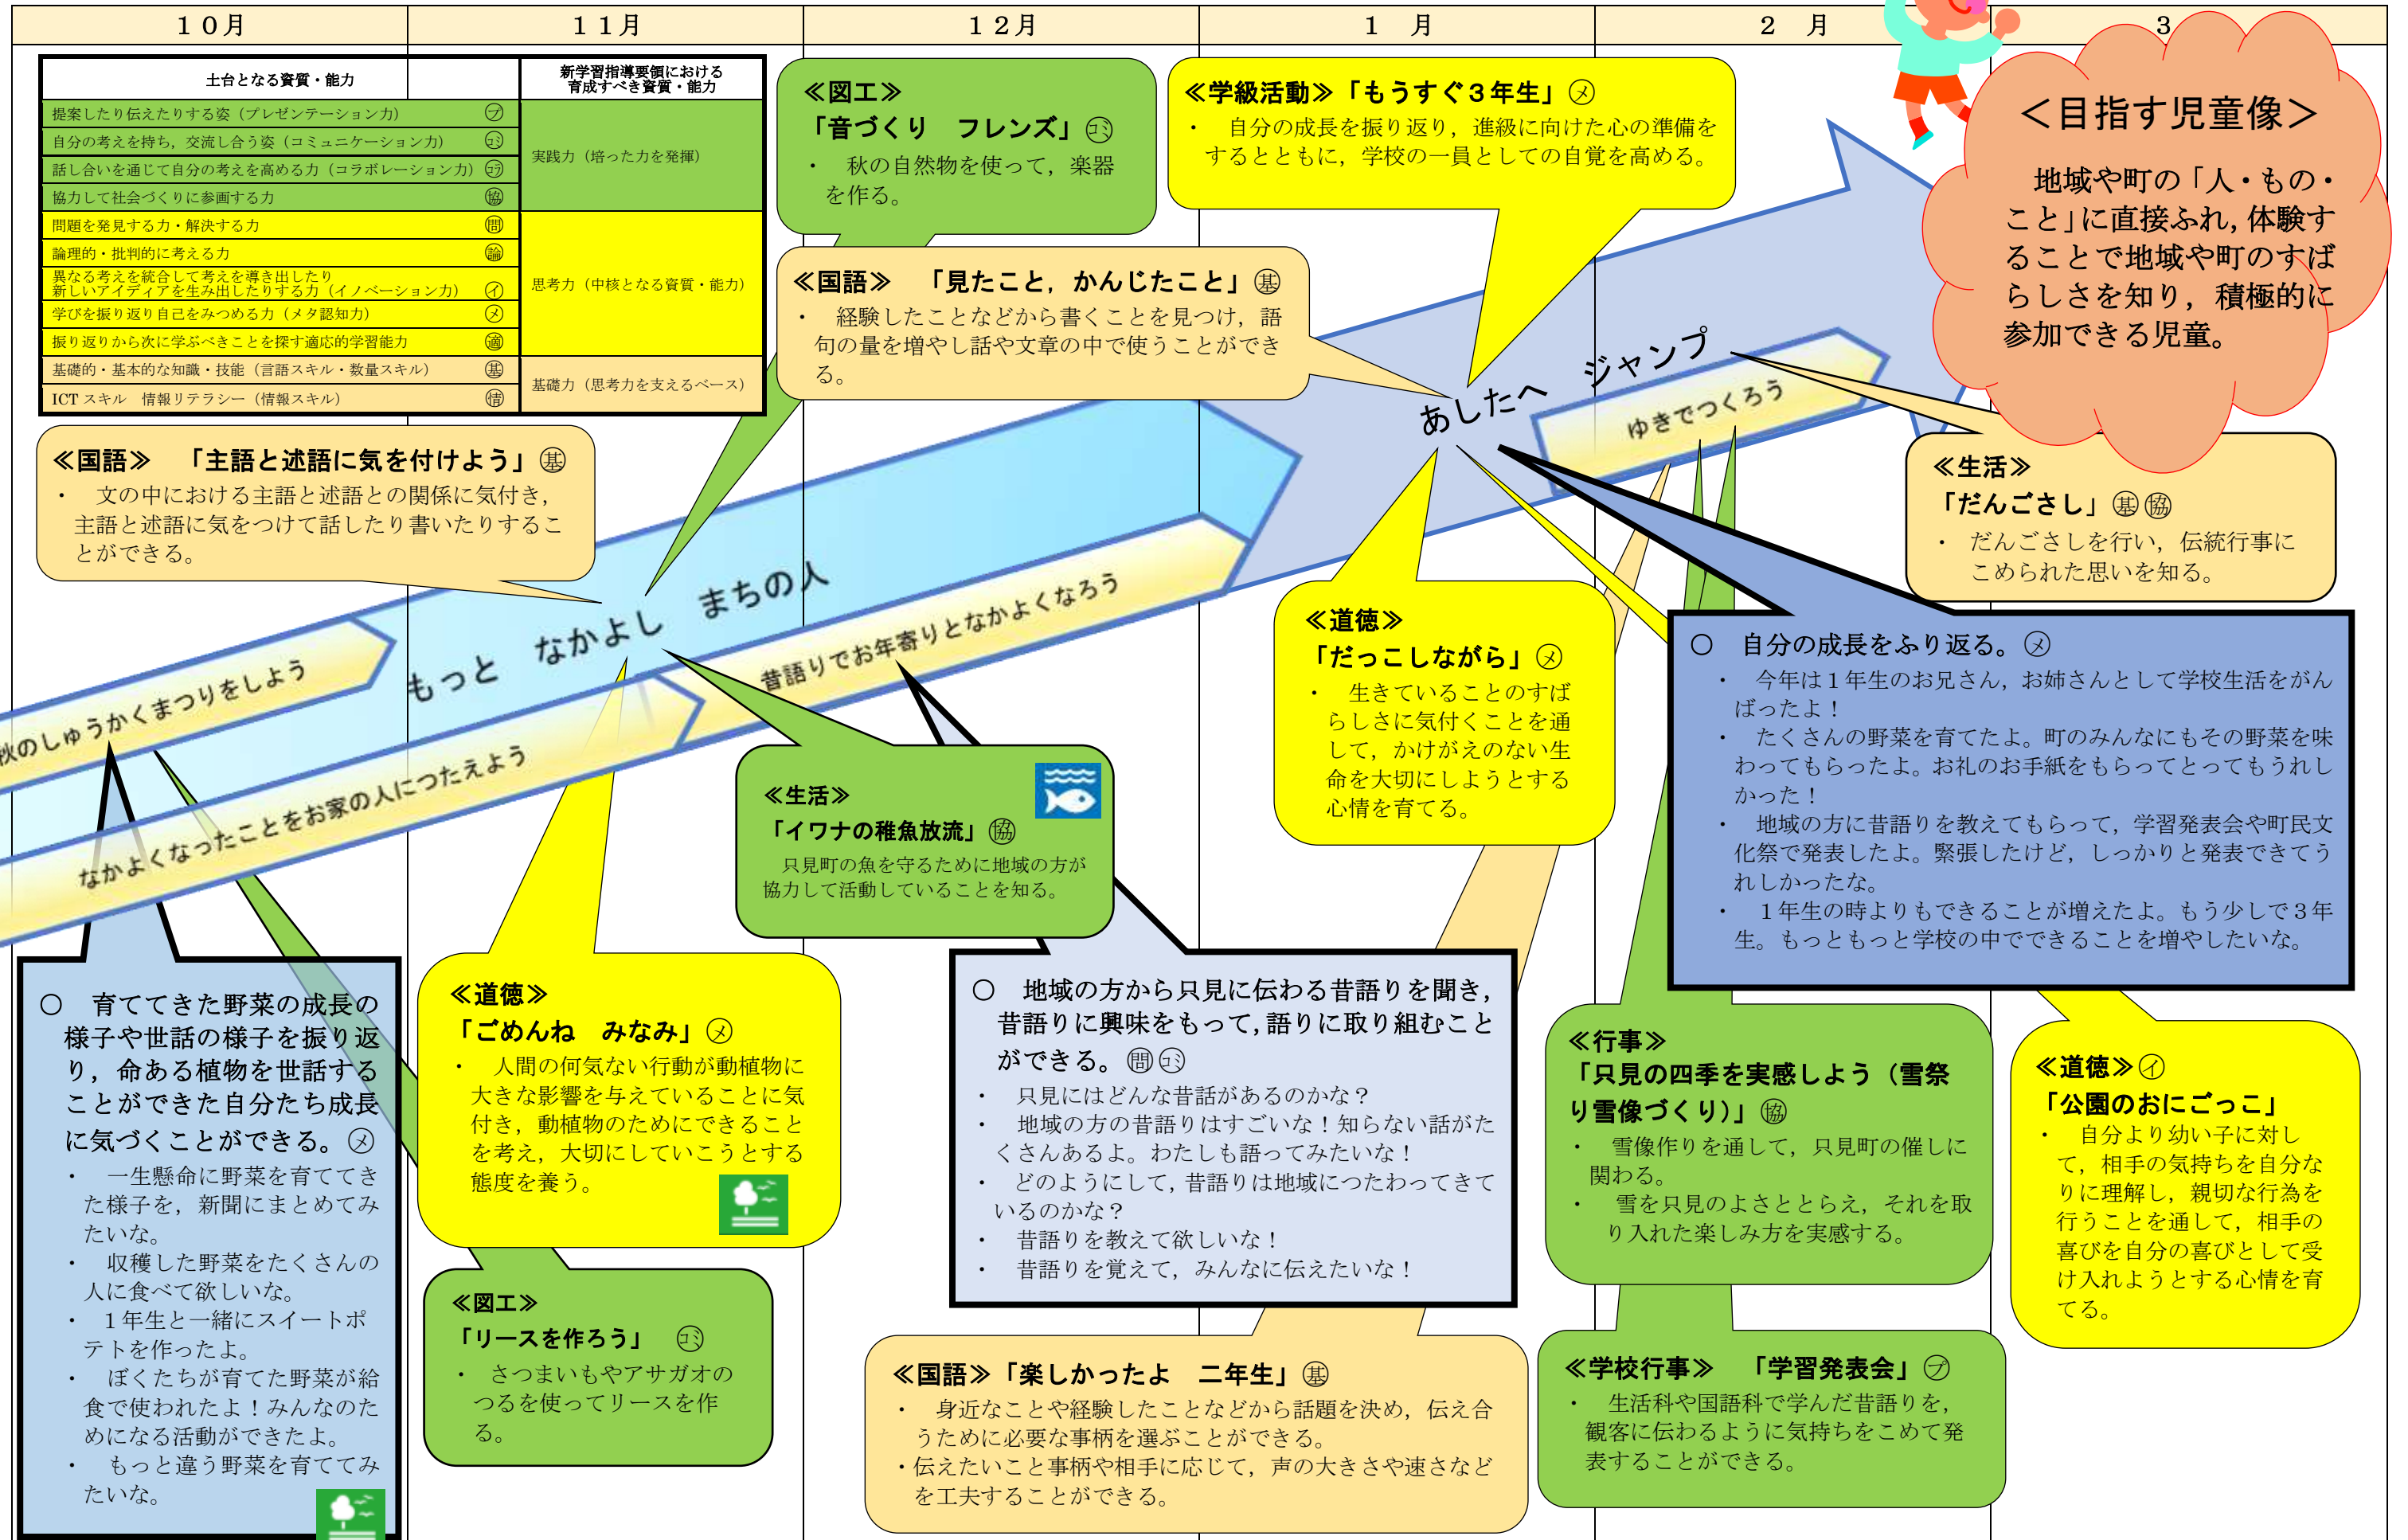 １０月
１１月
１２月
１　月
２　月
３
土台となる資質・能力
新学習指導要領における
育成すべき資質・能力
提案したり伝えたりする姿（プレゼンテーション力）　㋫
自分の考えを持ち，交流し合う姿（コミュニケーション力）　コミ
話し合いを通じて自分の考えを高める力（コラボレーション力）　コラ
協力して社会づくりに参画する力　㊿協
実践力（培った力を発揮）
問題を発見する力・解決する力　問
論理的・批判的に考える力　論
異なる考えを統合して考えを導き出したり
新しいアイディアを生み出したりする力（イノベーション力）　㋑
学びを振り返り自己をみつめる力（メタ認知力）　㋱
振り返りから次に学ぶべきことを探す適応的学習能力　適
思考力（中核となる資質・能力）
基礎的・基本的な知識・技能（言語スキル・数量スキル）　基
ICT スキル　情報リテラシー（情報スキル）　情
基礎力（思考力を支えるベース）
≪図工≫
「音づくり　フレンズ」コミ
・　秋の自然物を使って，楽器
を作る。
≪学級活動≫「もうすぐ３年生」㋱
・　自分の成長を振り返り，進級に向けた心の準備を
するとともに，学校の一員としての自覚を高める。
＜目指す児童像＞
地域や町の「人・もの・
こと」に直接ふれ，体験す
ることで地域や町のすば
らしさを知り，積極的に
参加できる児童。
≪国語≫　「見たこと，かんじたこと」基
・　経験したことなどから書くことを見つけ，語
句の量を増やし話や文章の中で使うことができ
る。
≪国語≫　「主語と述語に気を付けよう」基
・　文の中における主語と述語との関係に気付き，
主語と述語に気をつけて話したり書いたりするこ
とができる。
あしたへ　ジャンプ
ゆきでつくろう
もっと　なかよし　まちの人
昔語りでお年寄りとなかよくなろう
秋のしゅうかくまつりをしよう
なかよくなったことをお家の人につたえよう
≪生活≫
「だんごさし」基協
・　だんごさしを行い，伝統行事に
こめられた思いを知る。
≪道徳≫
「だっこしながら」㋱
・　生きていることのすば
らしさに気付くことを通
して，かけがえのない生
命を大切にしようとする
心情を育てる。
○　自分の成長をふり返る。㋱
・　今年は１年生のお兄さん，お姉さんとして学校生活をがん
ばったよ！
・　たくさんの野菜を育てたよ。町のみんなにもその野菜を味
わってもらったよ。お礼のお手紙をもらってとってもうれし
かった！
・　地域の方に昔語りを教えてもらって，学習発表会や町民文
化祭で発表したよ。緊張したけど，しっかりと発表できてう
れしかったな。
・　１年生の時よりもできることが増えたよ。もう少しで３年
生。もっともっと学校の中でできることを増やしたいな。
≪生活≫
「イワナの稚魚放流」協
只見町の魚を守るために地域の方が
協力して活動していることを知る。
○　育ててきた野菜の成長の
様子や世話の様子を振り返
り，命ある植物を世話する
ことができた自分たち成長
に気づくことができる。㋱
・　一生懸命に野菜を育ててき
た様子を，新聞にまとめてみ
たいな。
・　収穫した野菜をたくさんの
人に食べて欲しいな。
・　１年生と一緒にスイートポ
テトを作ったよ。
・　ぼくたちが育てた野菜が給
食で使われたよ！みんなのた
めになる活動ができたよ。
・　もっと違う野菜を育ててみ
たいな。
≪道徳≫
「ごめんね　みなみ」㋱
・　人間の何気ない行動が動植物に
大きな影響を与えていることに気
付き，動植物のためにできること
を考え，大切にしていこうとする
態度を養う。
≪図工≫
「リースを作ろう」　コミ
・　さつまいもやアサガオの
つるを使ってリースを作
る。
○　地域の方から只見に伝わる昔語りを聞き，
昔語りに興味をもって，語りに取り組むこと
ができる。問コミ
・　只見にはどんな昔話があるのかな？
・　地域の方の昔語りはすごいな！知らない話がた
くさんあるよ。わたしも語ってみたいな！
・　どのようにして，昔語りは地域につたわってきて
いるのかな？
・　昔語りを教えて欲しいな！
・　昔語りを覚えて，みんなに伝えたいな！
≪国語≫「楽しかったよ　二年生」基
・　身近なことや経験したことなどから話題を決め，伝え合
うために必要な事柄を選ぶことができる。
・伝えたいこと事柄や相手に応じて，声の大きさや速さなど
を工夫することができる。
≪行事≫
「只見の四季を実感しよう（雪祭
り雪像づくり）」協
・　雪像作りを通して，只見町の催しに
関わる。
・　雪を只見のよさととらえ，それを取
り入れた楽しみ方を実感する。
≪学校行事≫　「学習発表会」プ
・　生活科や国語科で学んだ昔語りを，
観客に伝わるように気持ちをこめて発
表することができる。
≪道徳≫㋑
「公園のおにごっこ」
・　自分より幼い子に対し
て，相手の気持ちを自分な
りに理解し，親切な行為を
行うことを通して，相手の
喜びを自分の喜びとして受
け入れようとする心情を育
てる。